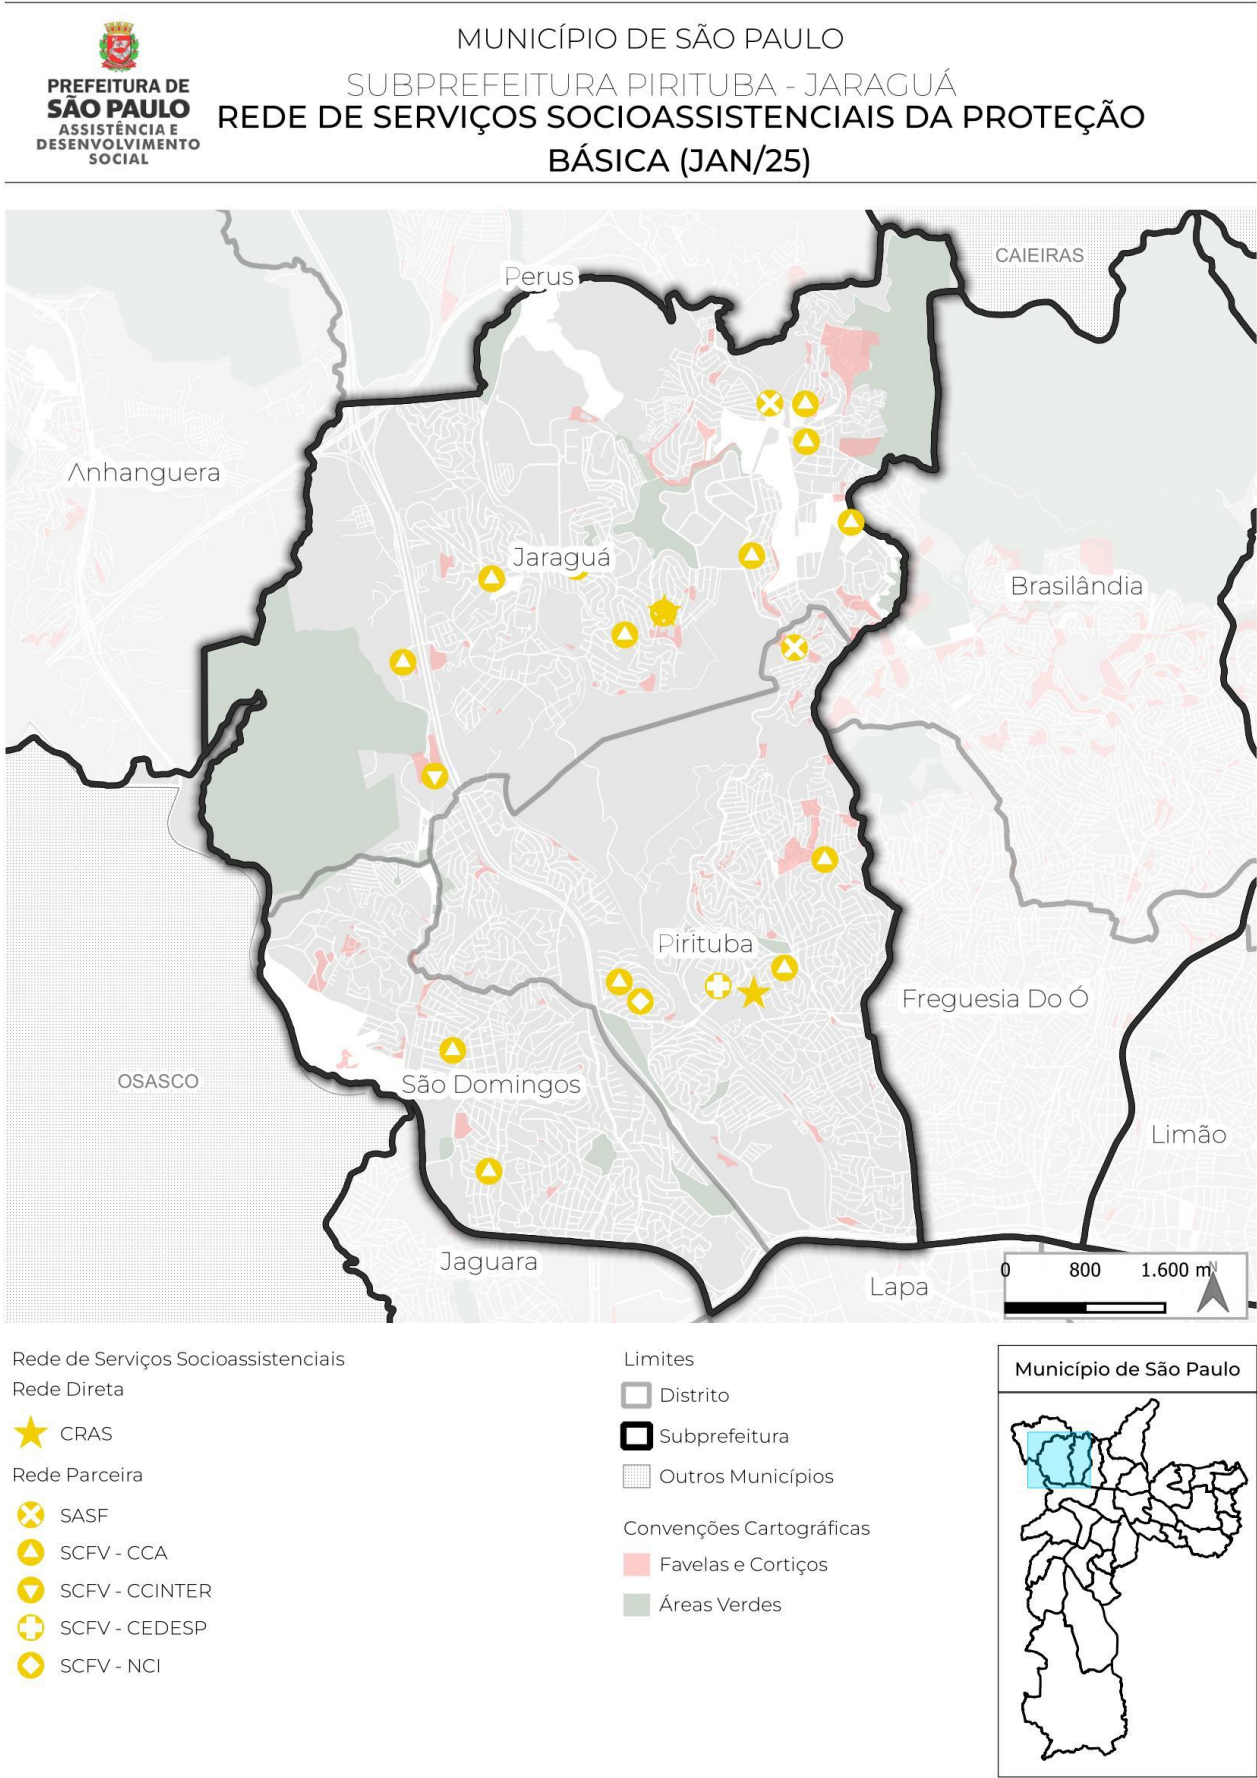 PREFEITURA DE
SÃO PAULO
ASSISTÊNCIA E
DESENVOLVIMENTO
SOCIAL
MUNICÍPIO DE SÃO PAULO
SUBPREFEITURA PIRITUBA - JARAGUÁ
REDE DE SERVIÇOS SOCIOASSISTENCIAIS DA PROTEÇÃO
BÁSICA (JAN/25)
CAIEIRAS
Perus
Anhanguera
Jaraguá
Brasilândia
Pirituba
Freguesia Do Ó
OSASCO
São Domingos
Limão
Jaguara
Lapa
0 800 1.600 m
N
Rede de Serviços Socioassistenciais
Rede Direta
CRAS
Rede Parceira
SASF
SCFV - CCA
SCFV - CCINTER
SCFV - CEDESP
SCFV - NCI
Limites
Distrito
Subprefeitura
Outros Municípios
Convenções Cartográficas
Favelas e Cortiços
Áreas Verdes
Município de São Paulo